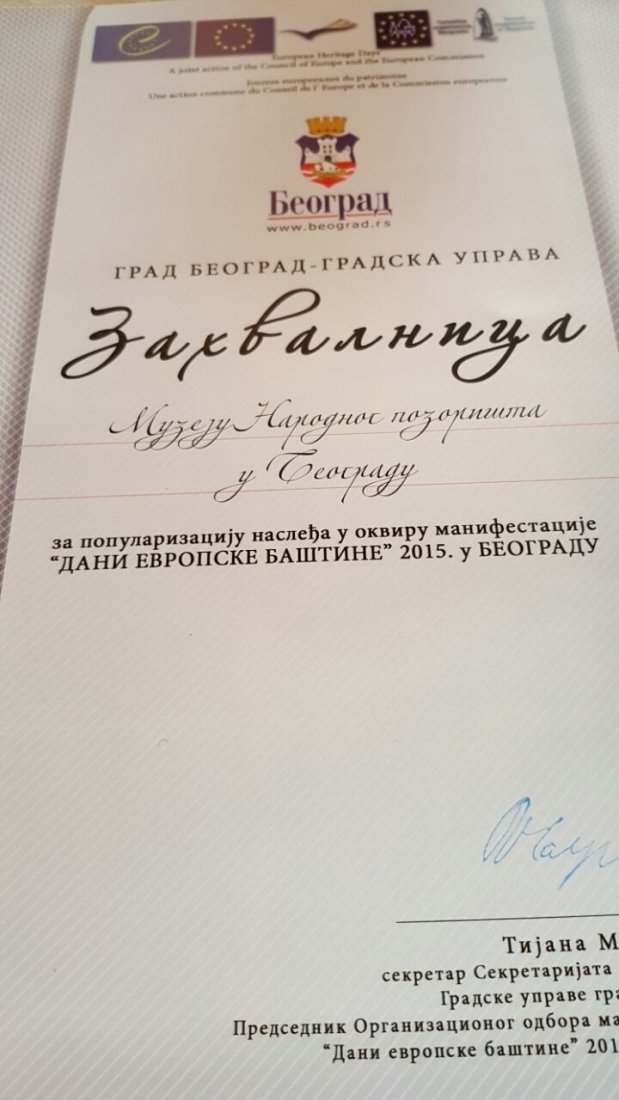 European Heritage Days
A joint action of the Council of Europe and the European Commission
Journées européennes du patrimoine
Une action commune du Conseil de l' Europe et de la Commission européenne
Београд
www.beograd.rs
ГРАД БЕОГРАД-ГРАДСКА УПРАВА
Захвалница
Музеју Народног позоришта
у Београду
за популаризацију наслеђа у оквиру манифестације
“ДАНИ ЕВРОПСКЕ БАШТИНЕ” 2015. у БЕОГРАДУ
Тијана М
секретар Секретаријата
Градске управе гра
Председник Организационог одбора ма
“Дани европске баштине” 201